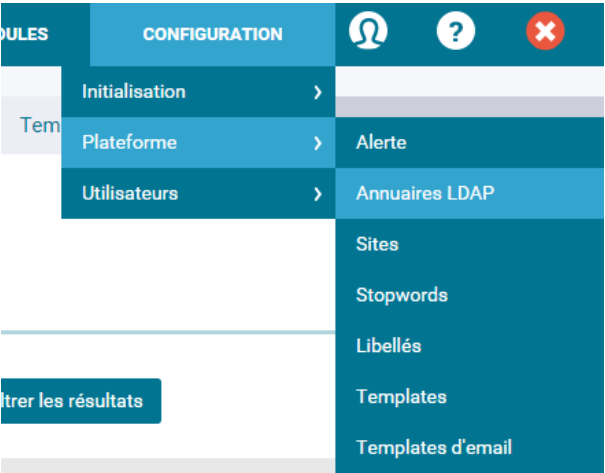 DULES CONFIGURATION ?
Initialisation
Tem
Plateforme Alerte
Utilisateurs Annuaires LDAP
Sites
Stopwords
Libellés
ltrer les résultats
Templates
Templates d'email